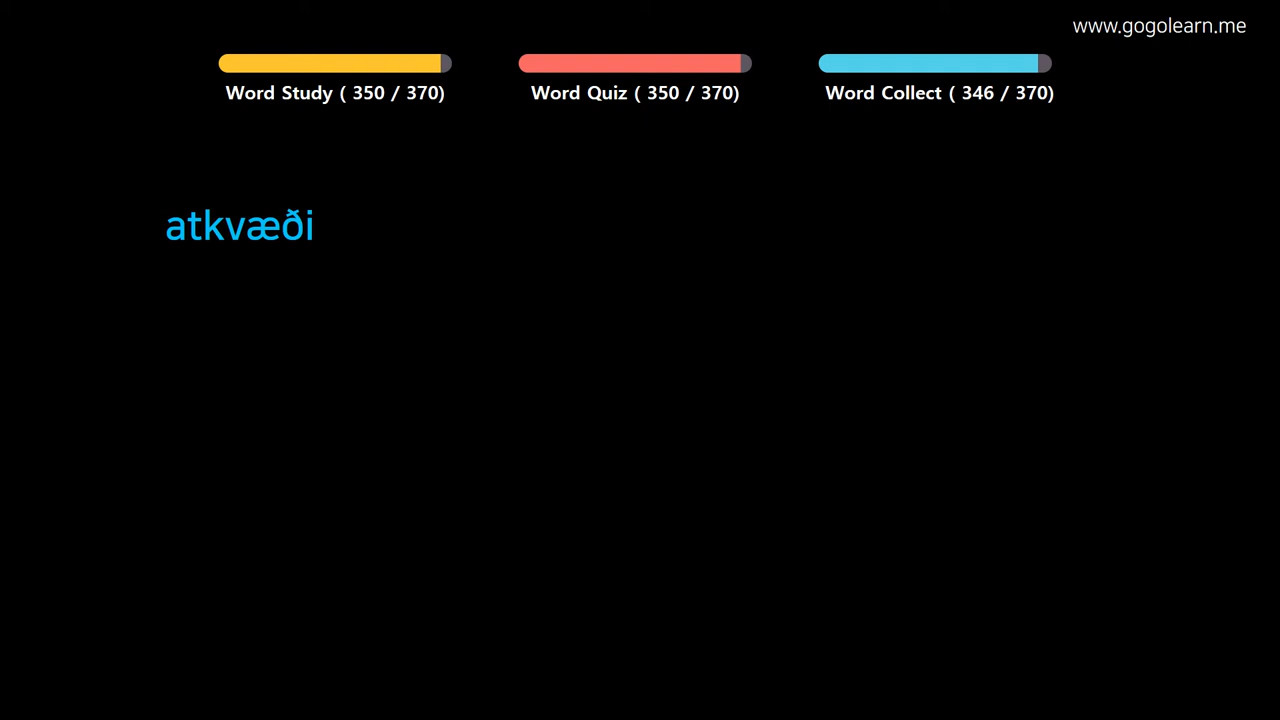 www.gogolearn.me
Word Study ( 350 / 370)
Word Quiz ( 350 / 370)
Word Collect ( 346 / 370)
atkvæði